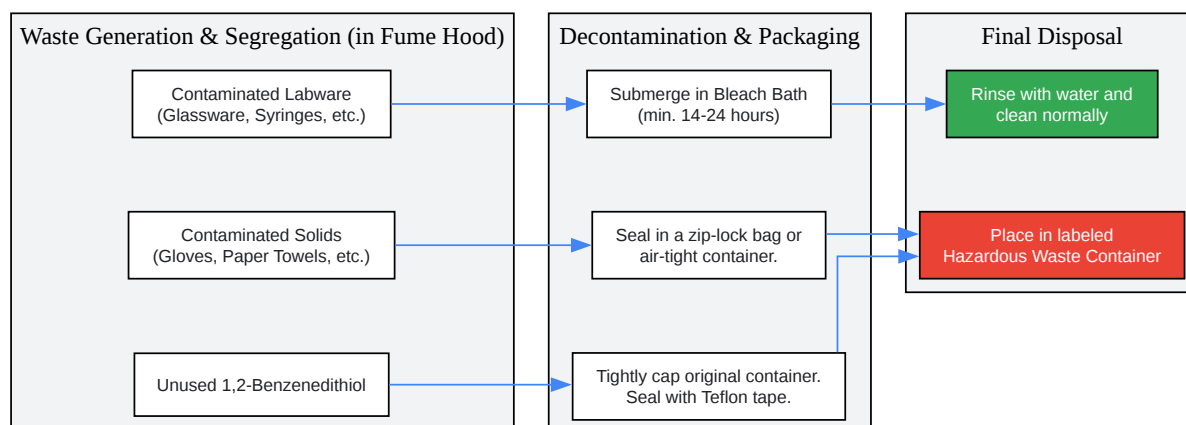 Waste Generation & Segregation (in Fume Hood)
Decontamination & Packaging
Final Disposal
Contaminated Labware
(Glassware, Syringes, etc.)
Submerge in Bleach Bath
(min. 14-24 hours)
Rinse with water and
clean normally
Contaminated Solids
(Gloves, Paper Towels, etc.)
Seal in a zip-lock bag or
air-tight container.
Place in labeled
Hazardous Waste Container
Unused 1,2-Benzenedithiol
Tightly cap original container.
Seal with Teflon tape.